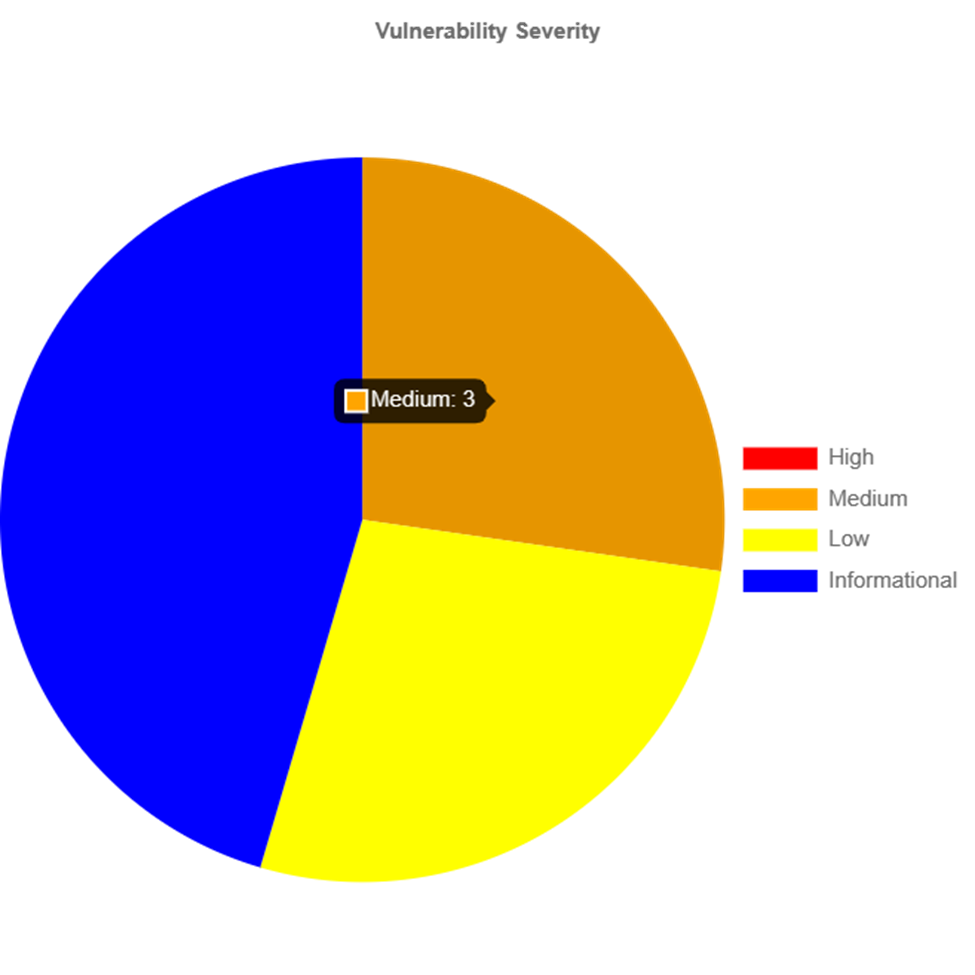 Vulnerability Severity
Medium: 3
High
Medium
Low
Informational